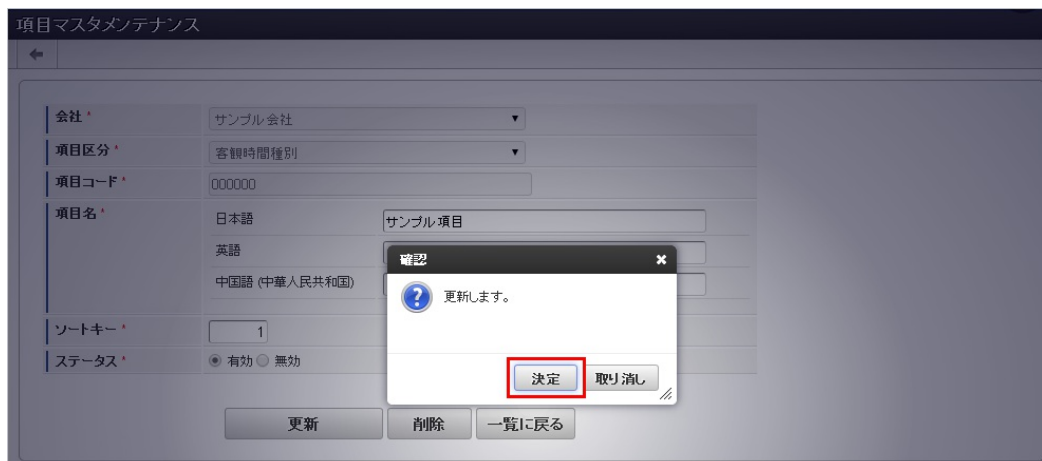 項目マスタメンテナンス
会社 * サンプル会社
項目区分 * 客観時間種別
項目コード * 000000
項目名 * 日本語 サンプル項目
英語
中国語 (中華人民共和国)
確認
更新します。
決定 取り消し
ソートキー * 1
ステータス * 有効 無効
更新 削除 一覧に戻る